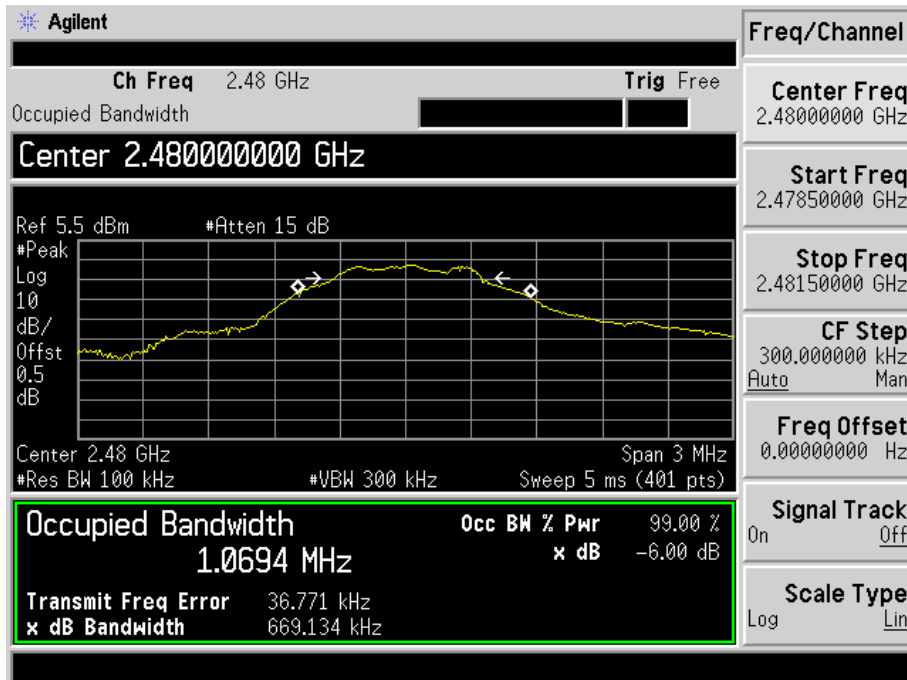 Agilent
Ch Freq 2.48 GHz Trig Free
Occupied Bandwidth
Center 2.480000000 GHz
Ref 5.5 dBm #Atten 15 dB
#Peak
Log
10
dB/
Offst
0.5
dB
Center 2.48 GHz Span 3 MHz
#Res BW 100 kHz #VBW 300 kHz Sweep 5 ms (401 pts)
Occupied Bandwidth Occ BW % Pwr 99.00 %
1.0694 MHz x dB -6.00 dB
Transmit Freq Error 36.771 kHz
x dB Bandwidth 669.134 kHz
Freq/Channel
Center Freq
2.48000000 GHz
Start Freq
2.47850000 GHz
Stop Freq
2.48150000 GHz
CF Step
300.000000 kHz
Auto Man
Freq Offset
0.00000000 Hz
Signal Track
On Off
Scale Type
Log Lin